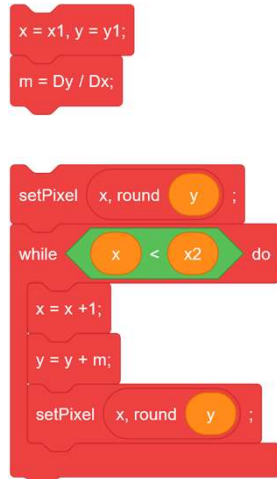 x = x1, y = y1;
m = Dy / Dx;
setPixel x, round y ;
while x < x2 do
x = x +1;
y = y + m;
setPixel x, round y ;